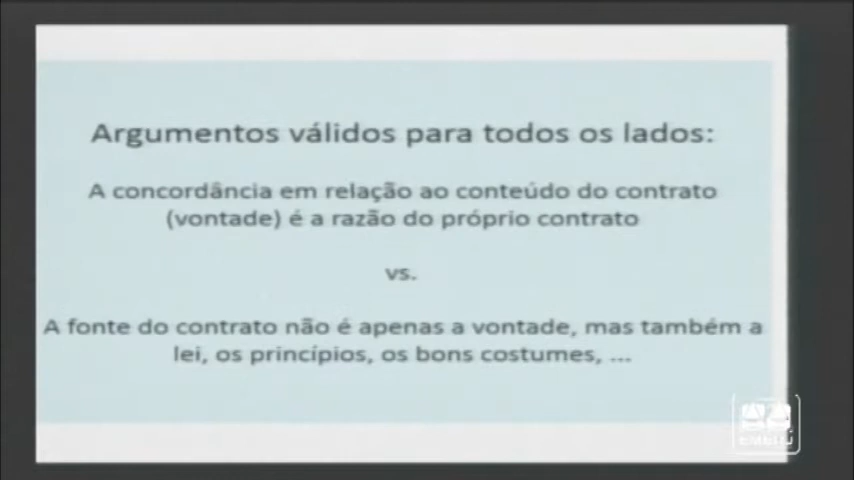 Argumentos válidos para todos os lados:
A concordância em relação ao conteúdo do contrato
(vontade) é a razão do próprio contrato
vs.
A fonte do contrato não é apenas a vontade, mas também a
lei, os princípios, os bons costumes, ...